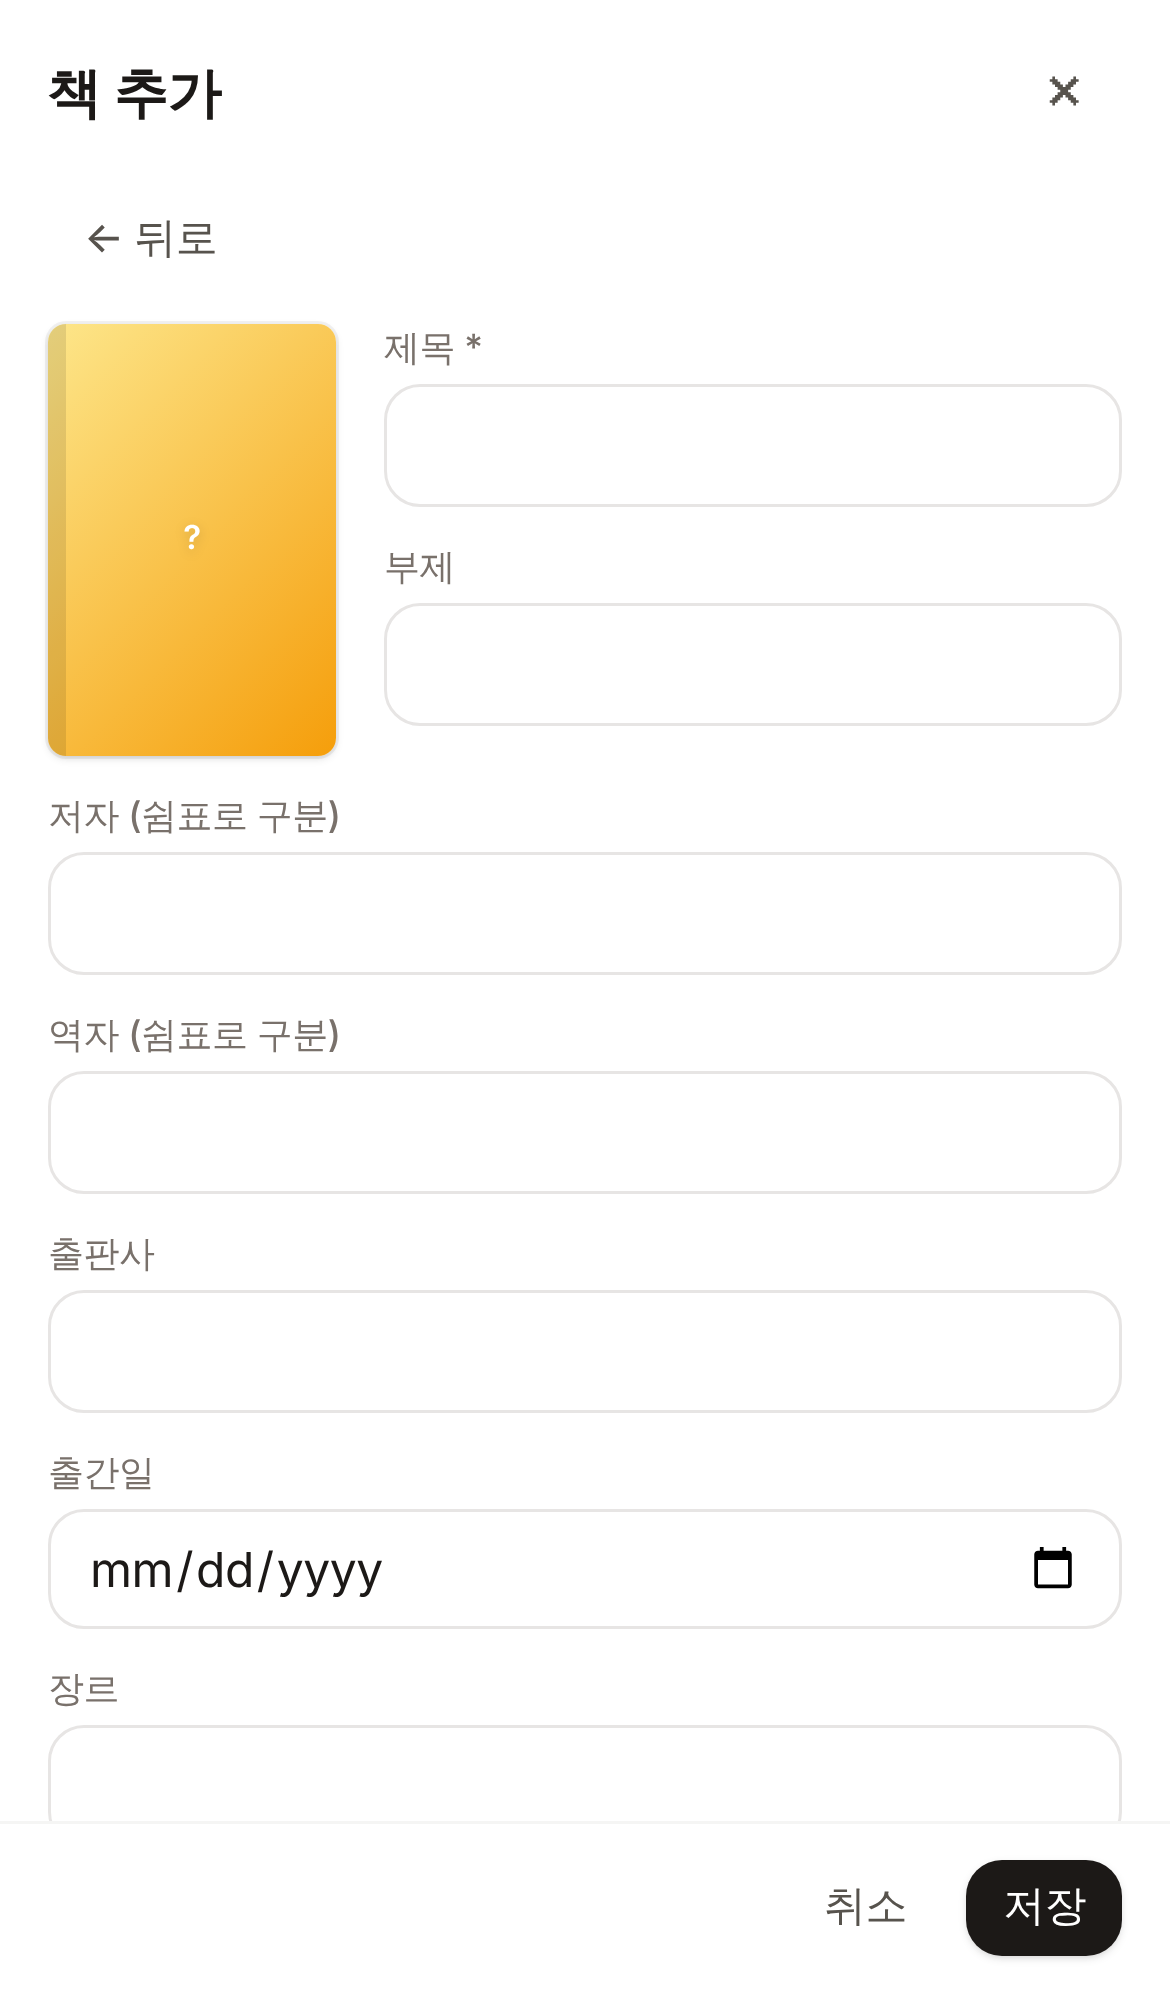 책 추가
← 뒤로
?
제목 *
부제
저자 (쉼표로 구분)
역자 (쉼표로 구분)
출판사
출간일
mm/dd/yyyy
장르
취소
저장